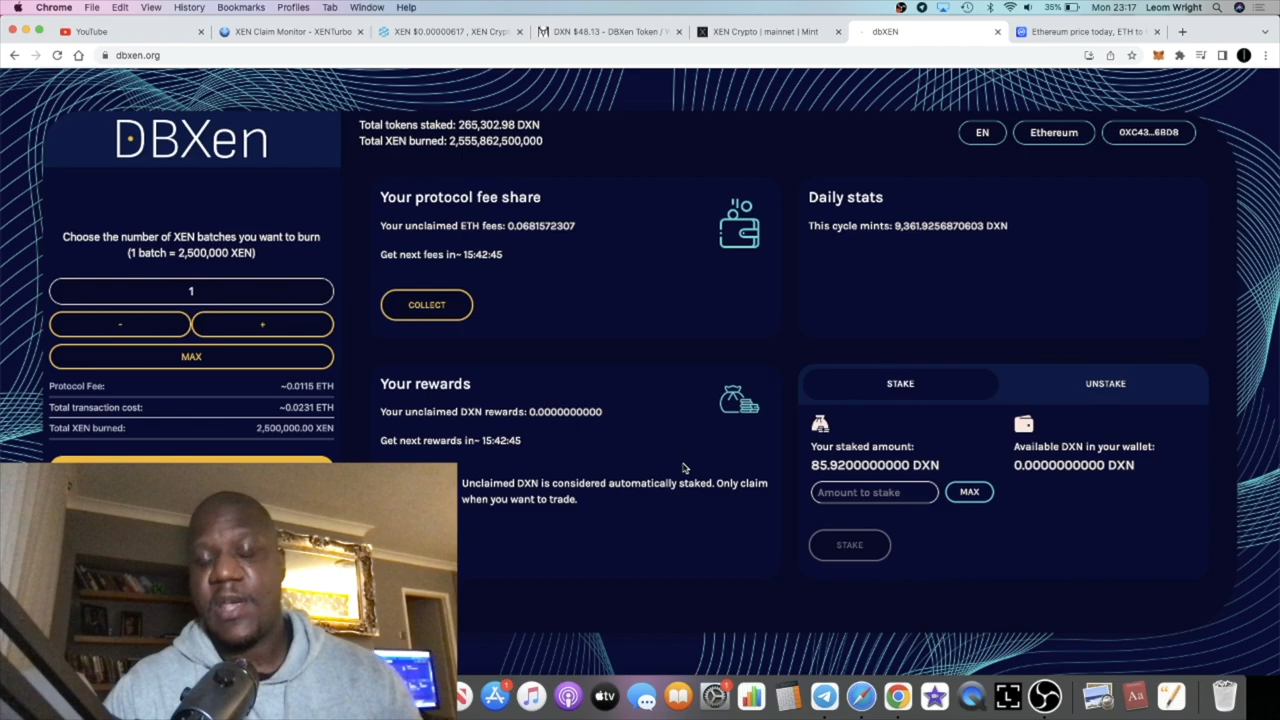 Chrome File Edit View History Bookmarks Profiles Tab Window Help 35% Mon 23:17 Leom Wright
YouTube XEN Claim Monitor - XENTurbo XEN $0.00000617 , XEN Cryp DXN $48.13 - DBXen Token / XEN Crypto | mainnet | Mint dbXEN Ethereum price today, ETH to
dbxen.org
DBXen
Total tokens staked: 265,302.98 DXN
Total XEN burned: 2,555,862,500,000
EN Ethereum 0XC43...6BD8
Choose the number of XEN batches you want to burn
(1 batch = 2,500,000 XEN)
1
- +
MAX
Protocol Fee: ~0.0115 ETH
Total transaction cost: ~0.0231 ETH
Total XEN burned: 2,500,000.00 XEN
Your protocol fee share
Your unclaimed ETH fees: 0.0681572307
Get next fees in~ 15:42:45
COLLECT
Daily stats
This cycle mints: 9,361.9256870603 DXN
Your rewards
Your unclaimed DXN rewards: 0.0000000000
Get next rewards in~ 15:42:45
Unclaimed DXN is considered automatically staked. Only claim
when you want to trade.
STAKE UNSTAKE
Your staked amount:
85.9200000000 DXN
Amount to stake MAX
STAKE
Available DXN in your wallet:
0.0000000000 DXN
tv
Aa